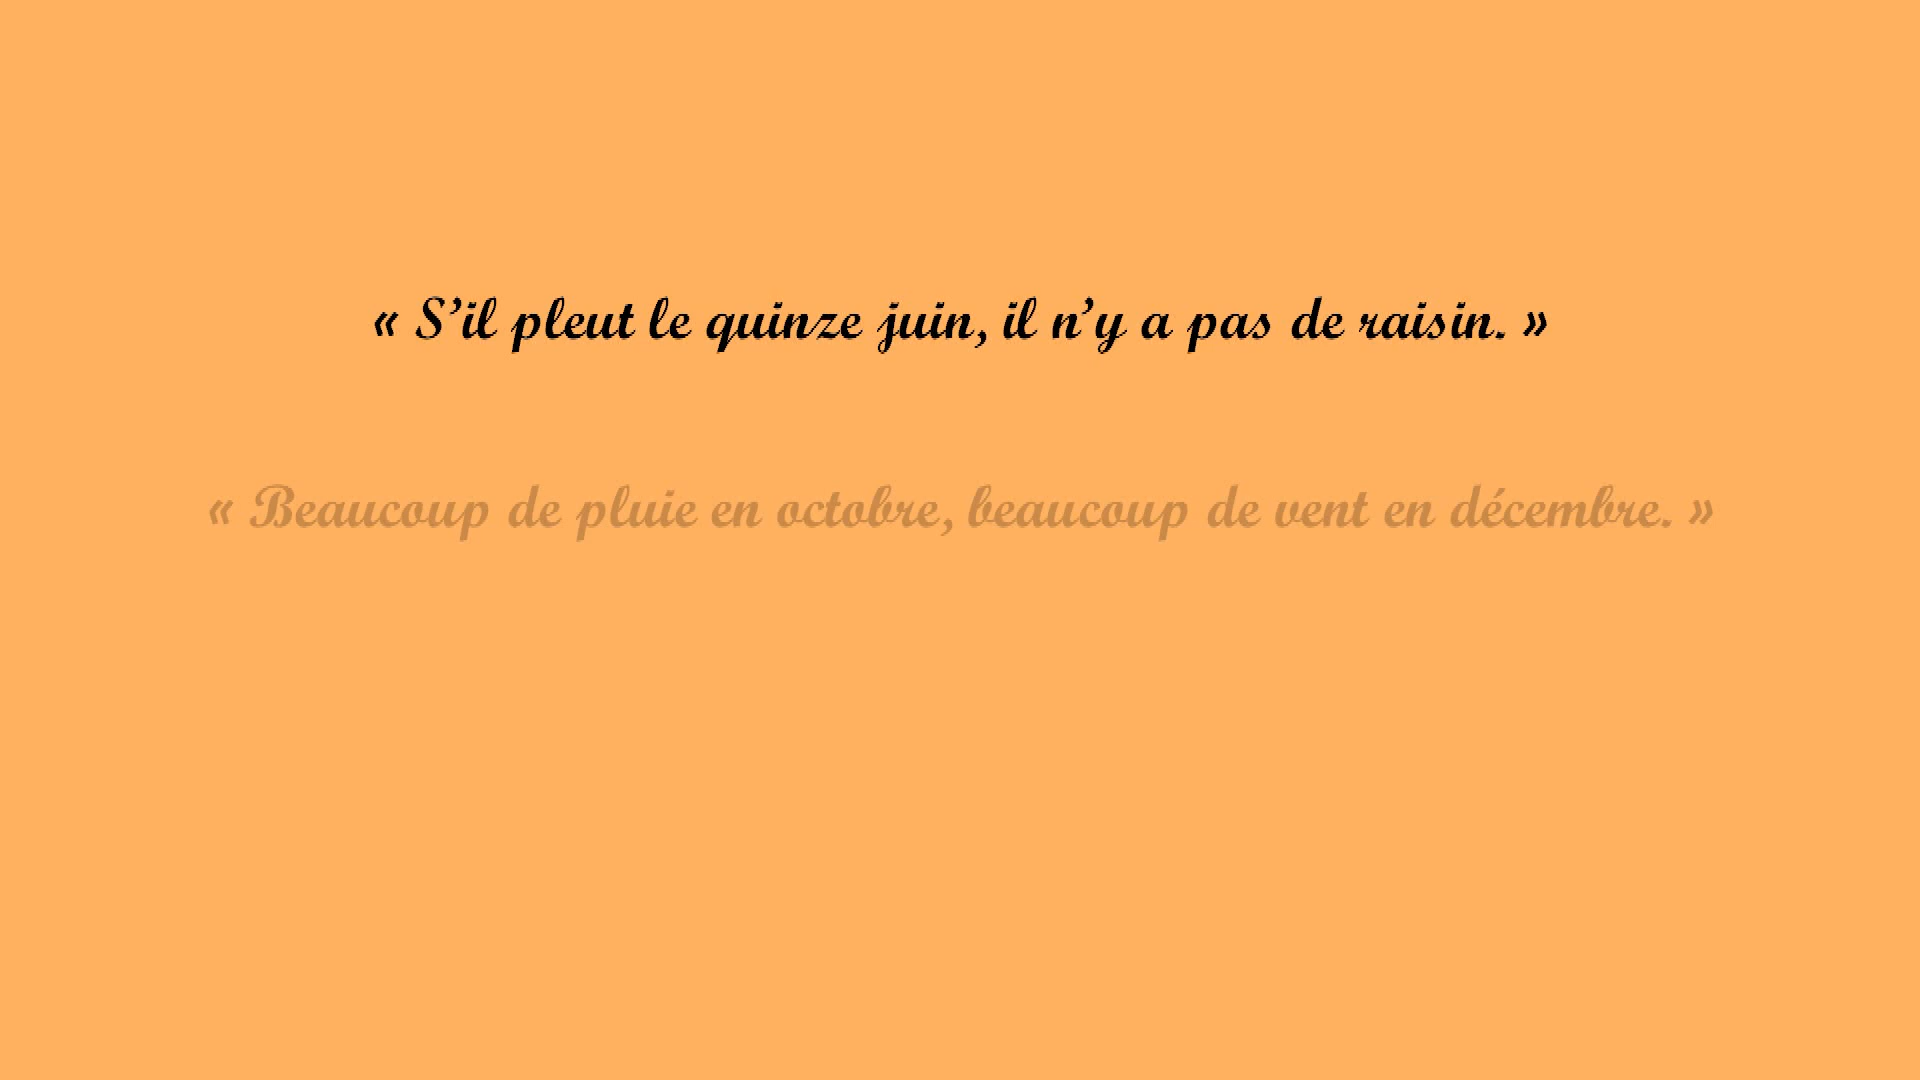 « S’il pleut le quinze juin, il n’y a pas de raisin. »
« Beaucoup de pluie en octobre, beaucoup de vent en décembre. »